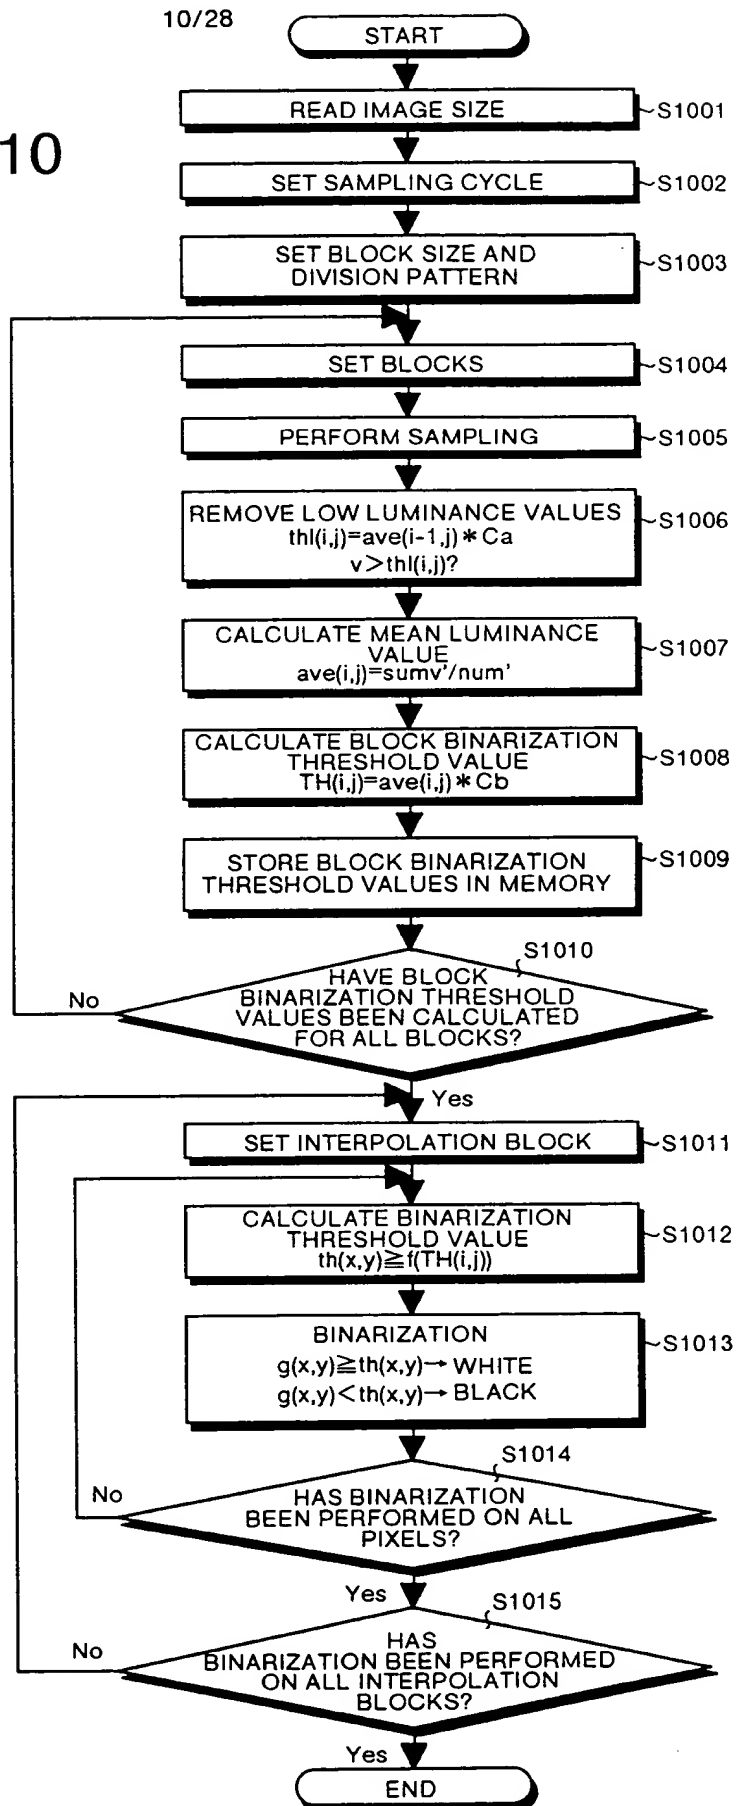 10/28
START
10
READ IMAGE SIZE
S1001
SET SAMPLING CYCLE
S1002
SET BLOCK SIZE AND
DIVISION PATTERN
S1003
SET BLOCKS
S1004
PERFORM SAMPLING
S1005
REMOVE LOW LUMINANCE VALUES
thl(i,j)=ave(i-1,j)*Ca
v>thl(i,j)?
S1006
CALCULATE MEAN LUMINANCE
VALUE
ave(i,j)=sumv'/num'
S1007
CALCULATE BLOCK BINARIZATION
THRESHOLD VALUE
TH(i,j)=ave(i,j)*Cb
S1008
STORE BLOCK BINARIZATION
THRESHOLD VALUES IN MEMORY
S1009
S1010
HAVE BLOCK
BINARIZATION THRESHOLD
VALUES BEEN CALCULATED
FOR ALL BLOCKS?
No
Yes
SET INTERPOLATION BLOCK
S1011
CALCULATE BINARIZATION
THRESHOLD VALUE
th(x,y)≧f(TH(i,j))
S1012
BINARIZATION
g(x,y)≧th(x,y)→ WHITE
g(x,y)<th(x,y)→ BLACK
S1013
S1014
No
HAS BINARIZATION
BEEN PERFORMED ON ALL
PIXELS?
Yes
S1015
No
HAS
BINARIZATION BEEN PERFORMED
ON ALL INTERPOLATION
BLOCKS?
Yes
END